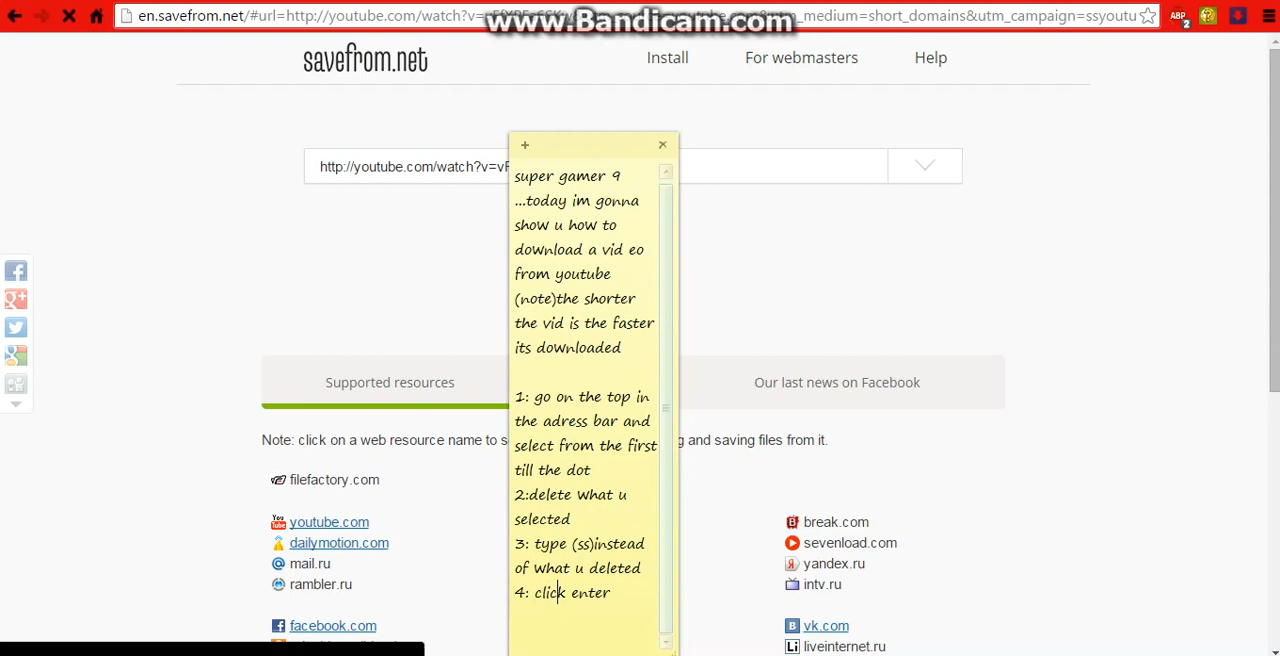 www.Bandicam.com
en.savefrom.net/#url=http://youtube.com/watch?v=
utm_medium=short_domains&utm_campaign=ssyoutu
ABP
2
savefrom.net
Install
For webmasters
Help
http://youtube.com/watch?v=
+
×
super gamer 9
...today im gonna
show u how to
download a vid eo
from youtube
(note)the shorter
the vid is the faster
its downloaded
1: go on the top in
the adress bar and
select from the first
till the dot
2:delete what u
selected
3: type (ss)instead
of what u deleted
4: click enter
Supported resources
Our last news on Facebook
Note: click on a web resource name to s
g and saving files from it.
filefactory.com
youtube.com
dailymotion.com
mail.ru
rambler.ru
facebook.com
break.com
sevenload.com
yandex.ru
intv.ru
vk.com
liveinternet.ru